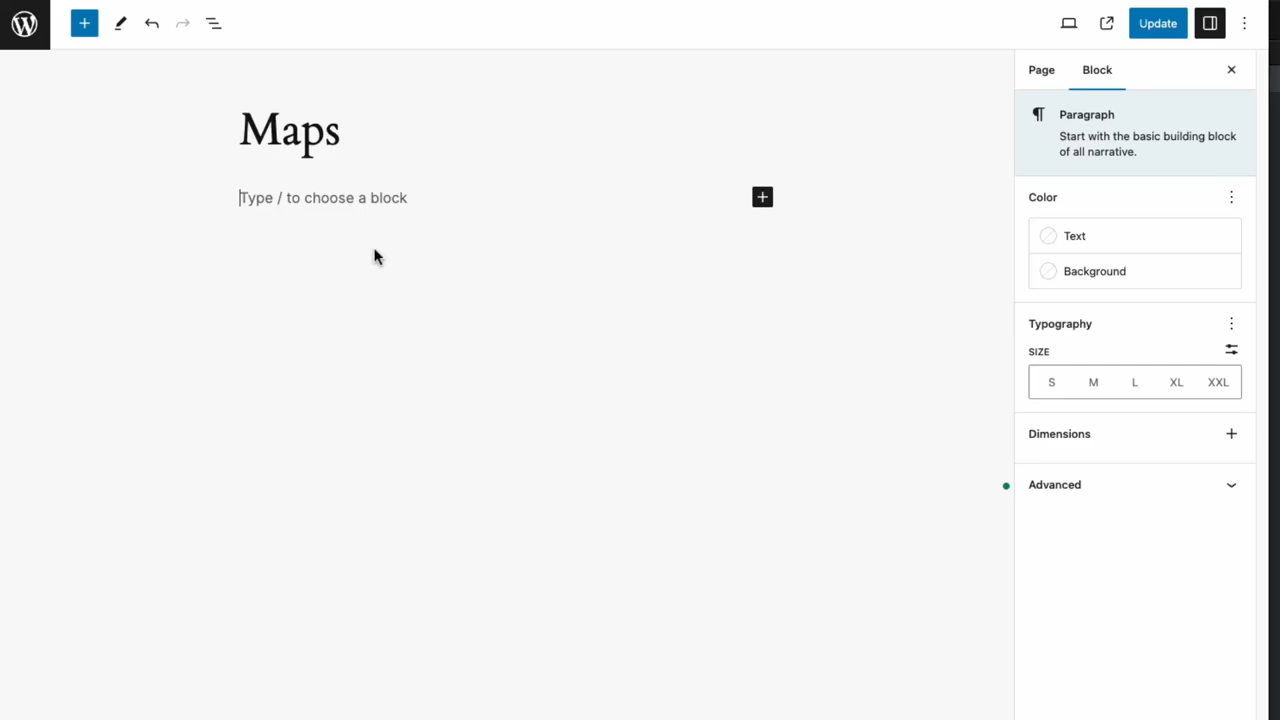 Update
Page
Block
Maps
Paragraph
Start with the basic building block
of all narrative.
Type / to choose a block
Color
Text
Background
Typography
SIZE
S M L XL XXL
Dimensions
Advanced